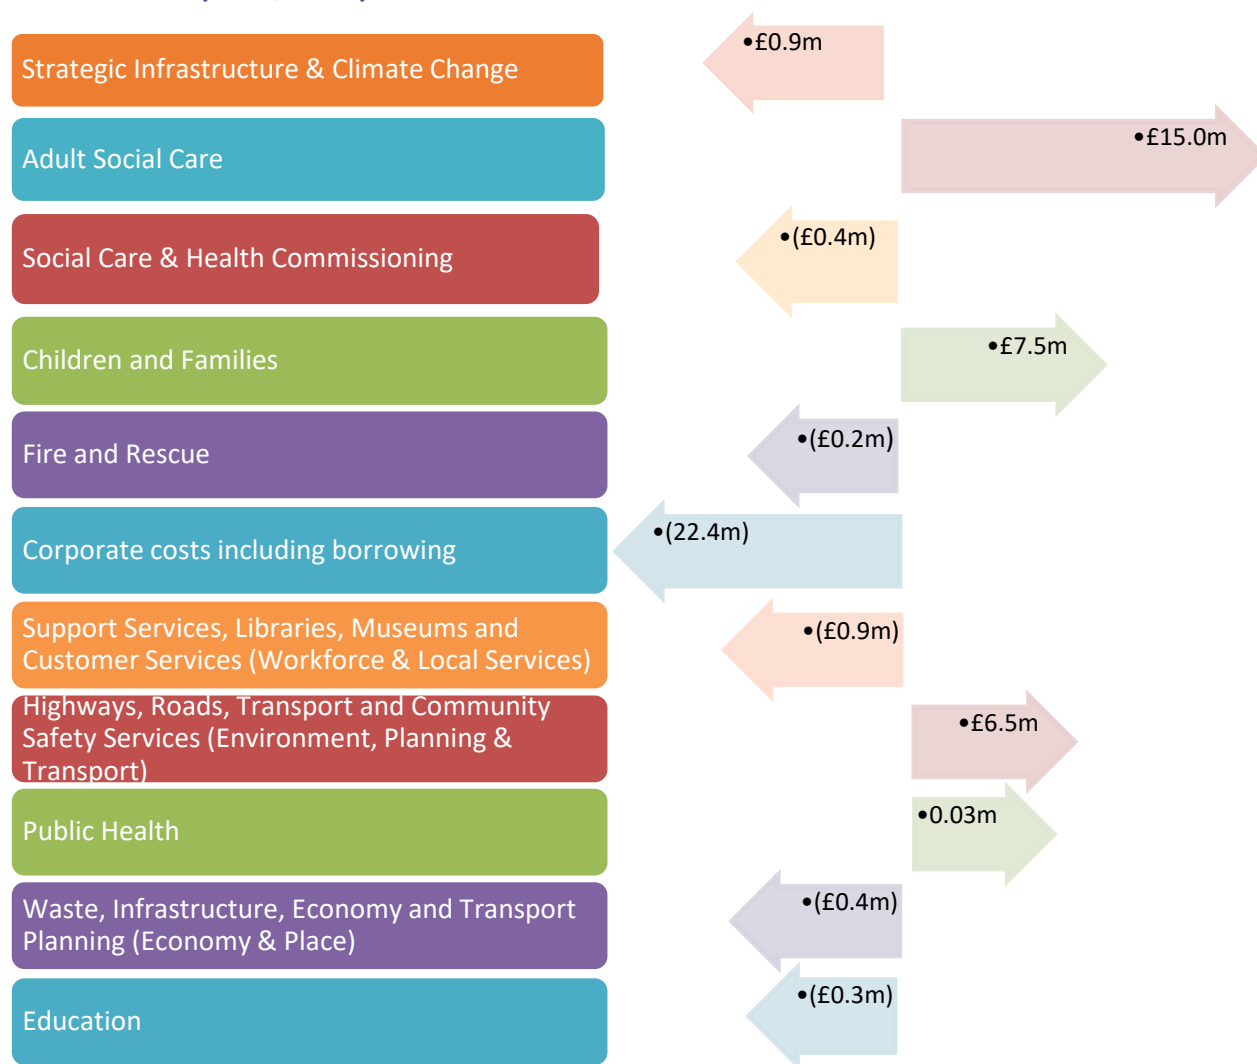 Strategic Infrastructure & Climate Change
•£0.9m
Adult Social Care
•£15.0m
Social Care & Health Commissioning
•(£0.4m)
Children and Families
•£7.5m
Fire and Rescue
•(£0.2m)
Corporate costs including borrowing
•(22.4m)
Support Services, Libraries, Museums and
Customer Services (Workforce & Local Services)
•(£0.9m)
Highways, Roads, Transport and Community
Safety Services (Environment, Planning &
Transport)
•£6.5m
Public Health
•0.03m
Waste, Infrastructure, Economy and Transport
Planning (Economy & Place)
•(£0.4m)
Education
•(£0.3m)